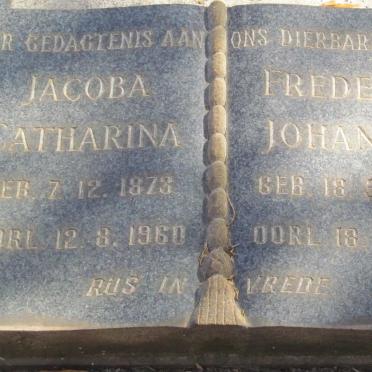 R GEDAGTENIS AAN ONS DIERBAR
JACOBA
CATHARINA
FREDE
JOHAN
GEB. 7. 12. 1873
OORL. 12. 8. 1960
GEB. 18.
OORL. 18.
RUS IN VREDE